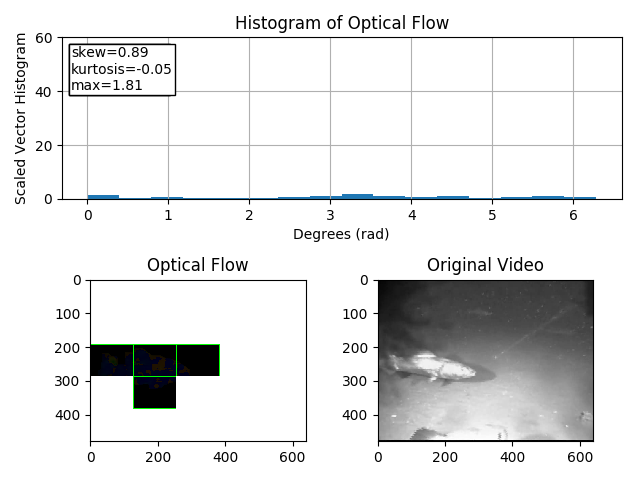 Histogram of Optical Flow
Scaled Vector Histogram
60
40
20
0
skew=0.89
kurtosis=-0.05
max=1.81
0 1 2 3 4 5 6
Degrees (rad)
Optical Flow
0
100
200
300
400
0 200 400 600
Original Video
0
100
200
300
400
0 200 400 600